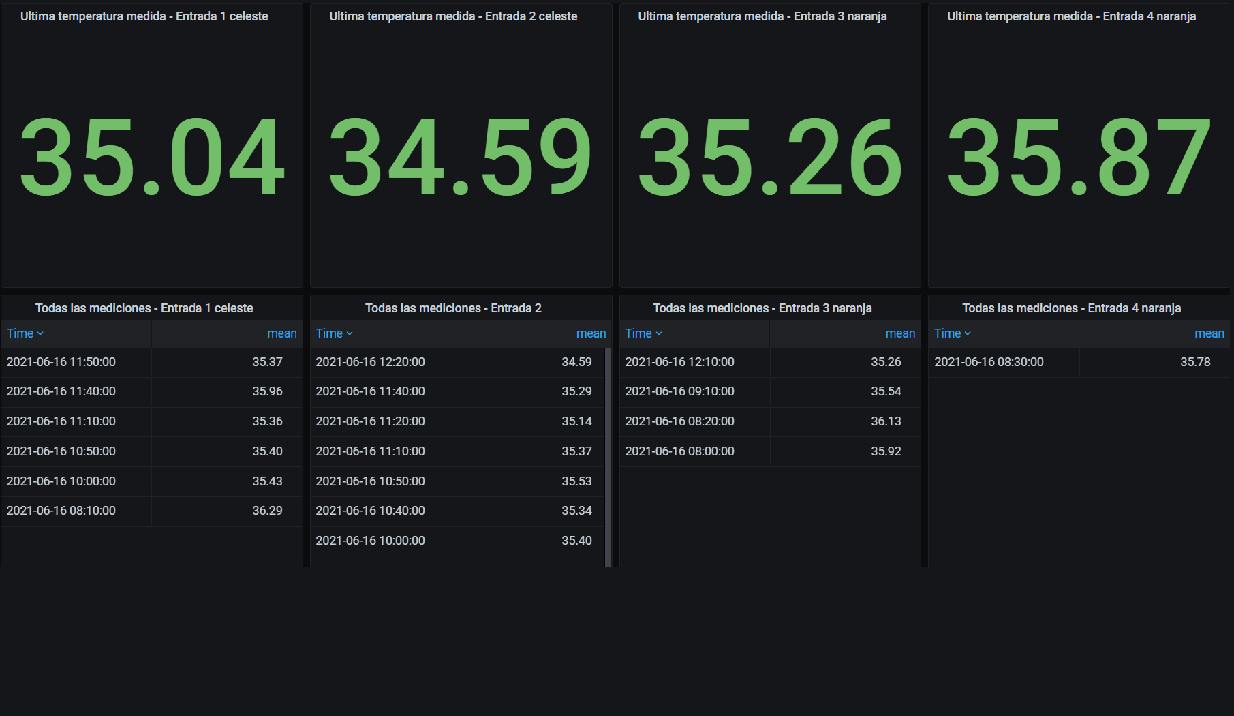 Ultima temperatura medida - Entrada 1 celeste
35.04
Ultima temperatura medida - Entrada 2 celeste
34.59
Ultima temperatura medida - Entrada 3 naranja
35.26
Ultima temperatura medida - Entrada 4 naranja
35.87
Todas las mediciones - Entrada 1 celeste
Time mean
2021-06-16 11:50:00 35.37
2021-06-16 11:40:00 35.96
2021-06-16 11:10:00 35.36
2021-06-16 10:50:00 35.40
2021-06-16 10:00:00 35.43
2021-06-16 08:10:00 36.29
Todas las mediciones - Entrada 2
Time mean
2021-06-16 12:20:00 34.59
2021-06-16 11:40:00 35.29
2021-06-16 11:20:00 35.14
2021-06-16 11:10:00 35.37
2021-06-16 10:50:00 35.53
2021-06-16 10:40:00 35.34
2021-06-16 10:00:00 35.40
Todas las mediciones - Entrada 3 naranja
Time mean
2021-06-16 12:10:00 35.26
2021-06-16 09:10:00 35.54
2021-06-16 08:20:00 36.13
2021-06-16 08:00:00 35.92
Todas las mediciones - Entrada 4 naranja
Time mean
2021-06-16 08:30:00 35.78